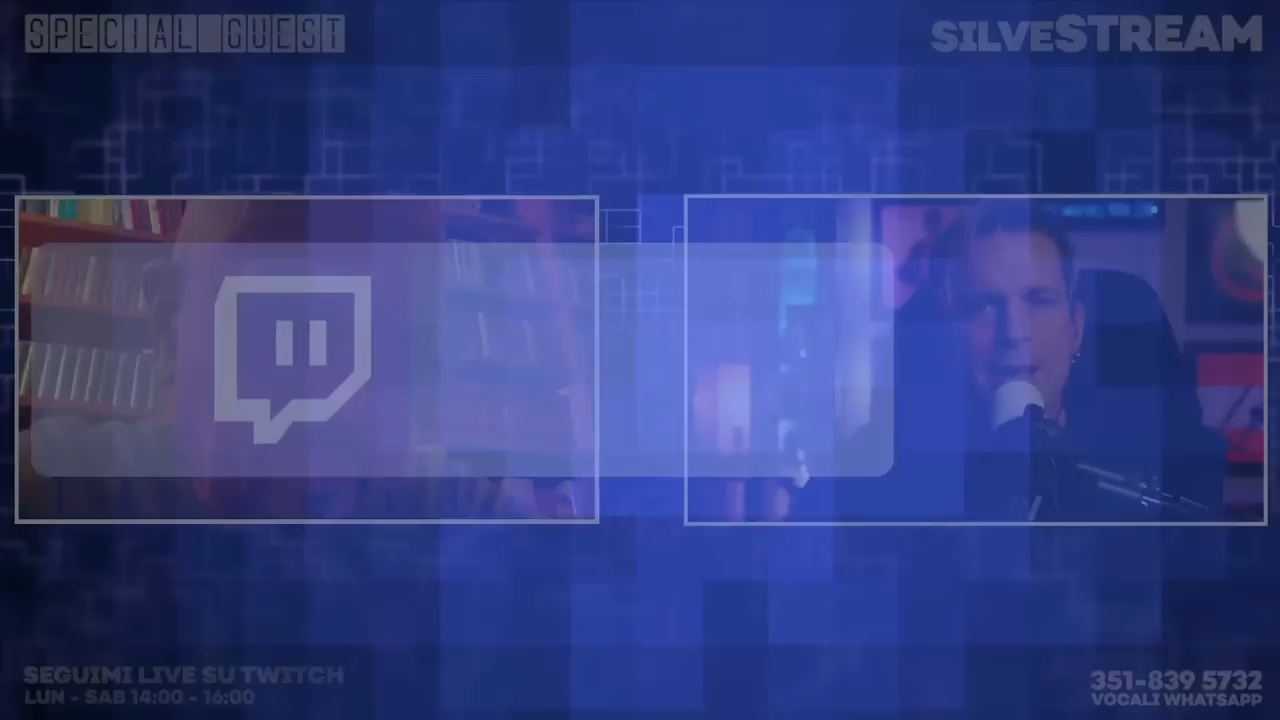 SPECIAL GUEST
SILVESTREAM
SEGUIMI LIVE SU TWITCH
LUN - SAB 14:00 - 16:00
351-839 5732
VOCALI WHATSAPP